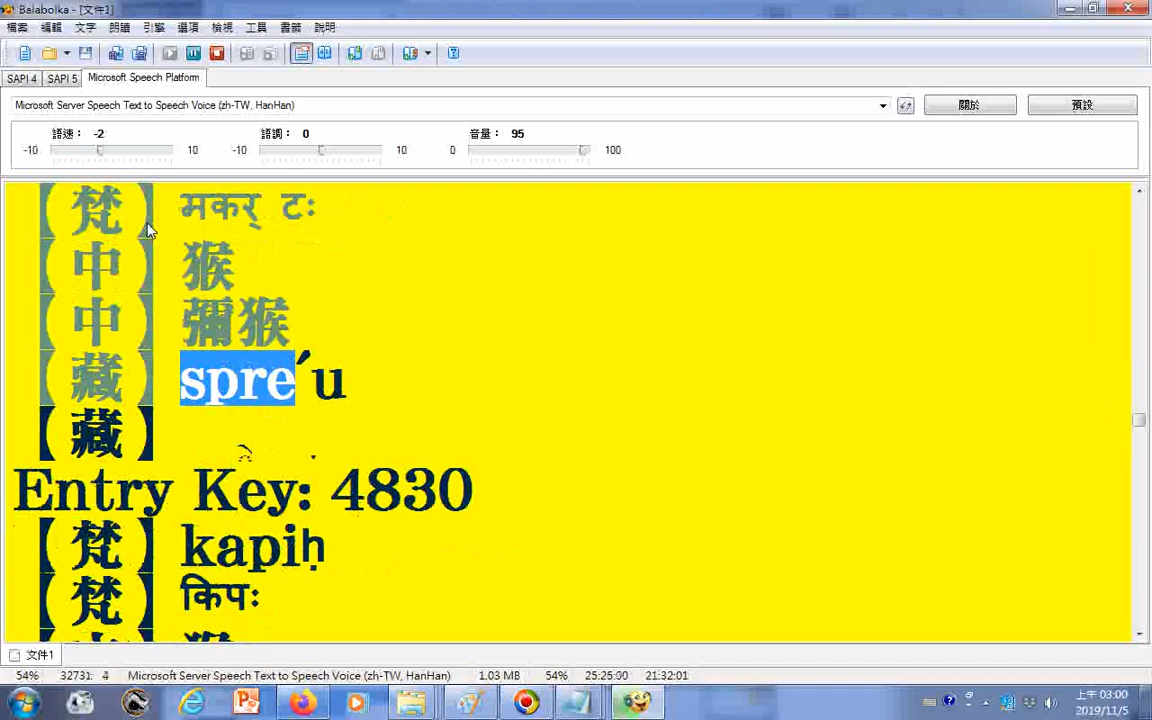 Balabolka - [文件1]
檔案 編輯 文字 朗讀 引擎 選項 檢視 工具 書籤 說明
SAPI 4 SAPI 5 Microsoft Speech Platform
Microsoft Server Speech Text to Speech Voice (zh-TW, HanHan) 關於 預設
語速： -2 語調： 0 音量： 95
-10 10 -10 10 0 100
【梵】 मकर् टः
【中】 猴
【中】 彌猴
【藏】 spre´u
【藏】
Entry Key: 4830
【梵】 kapiḥ
【梵】 किपः
文件1
54% 32731: 4 Microsoft Server Speech Text to Speech Voice (zh-TW, HanHan) 1.03 MB 54% 25:25:00 21:32:01
上午 03:00
2019/11/5